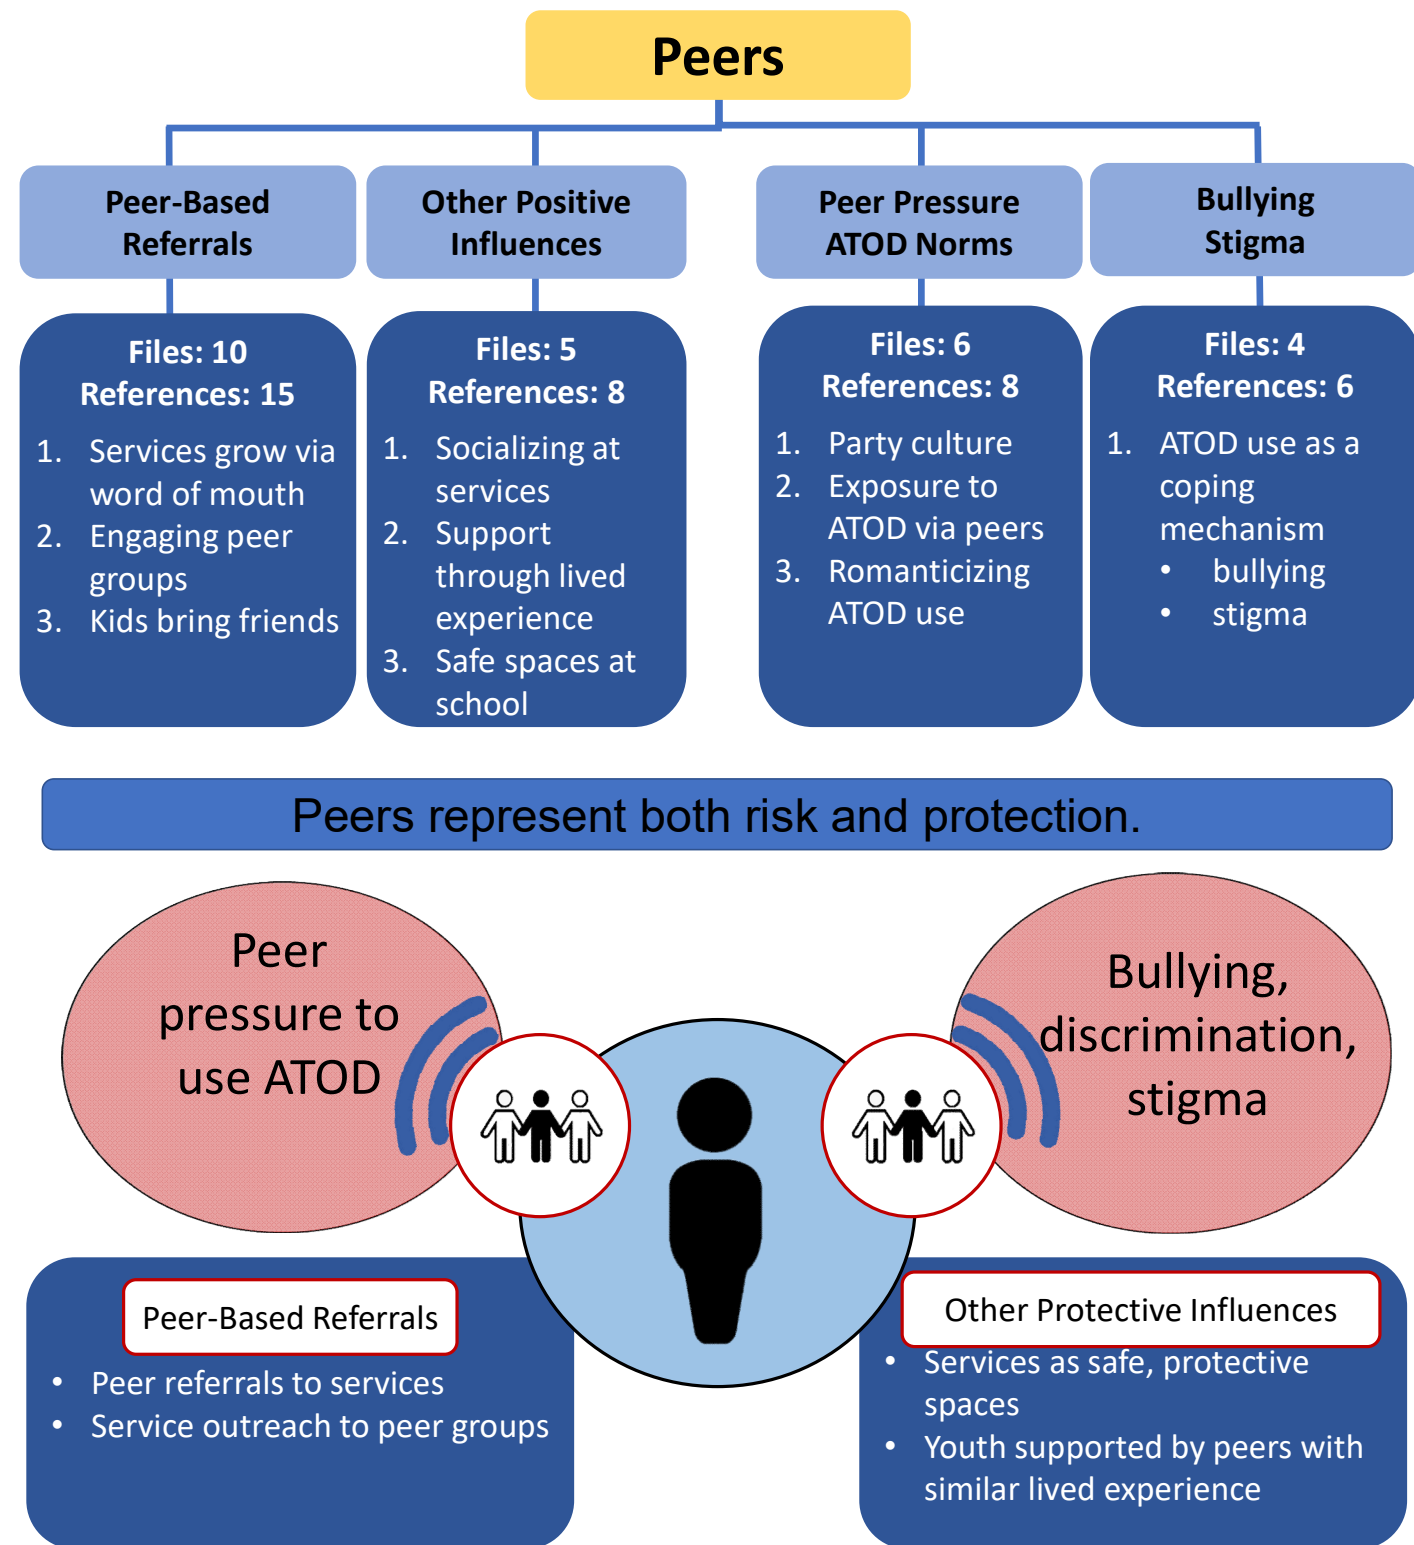 Peers
Peer-Based
Referrals
Other Positive
Influences
Peer Pressure
ATOD Norms
Bullying
Stigma
Files: 10
References: 15
1. Services grow via
word of mouth
2. Engaging peer
groups
3. Kids bring friends
Files: 5
References: 8
1. Socializing at
services
2. Support
through lived
experience
3. Safe spaces at
school
Files: 6
References: 8
1. Party culture
2. Exposure to
ATOD via peers
3. Romanticizing
ATOD use
Files: 4
References: 6
1. ATOD use as a
coping
mechanism
• bullying
• stigma
Peers represent both risk and protection.
Peer
pressure to
use ATOD
Bullying,
discrimination,
stigma
Peer-Based Referrals
• Peer referrals to services
• Service outreach to peer groups
Other Protective Influences
• Services as safe, protective
spaces
• Youth supported by peers with
similar lived experience